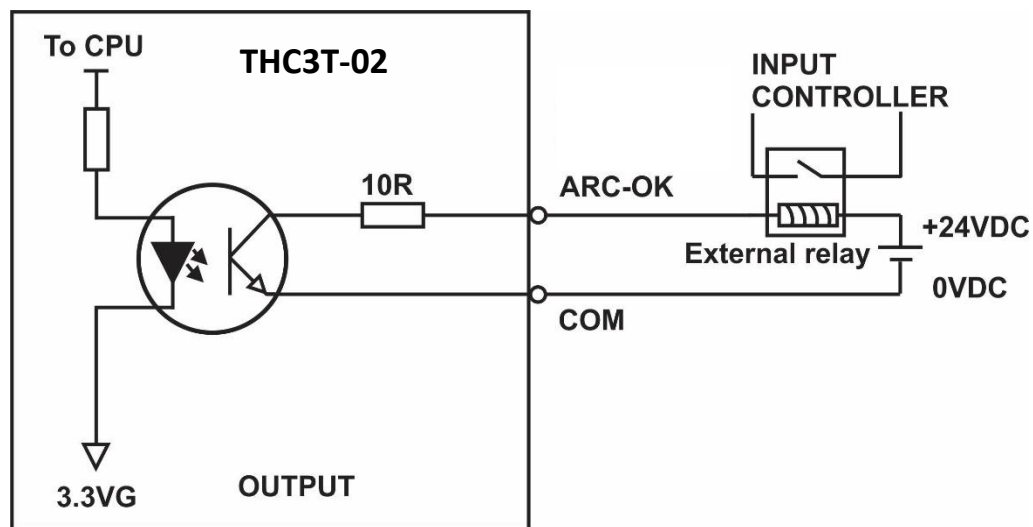 To CPU
THC3T-02
INPUT
CONTROLLER
10R
ARC-OK
+24VDC
External relay
0VDC
COM
3.3VG
OUTPUT